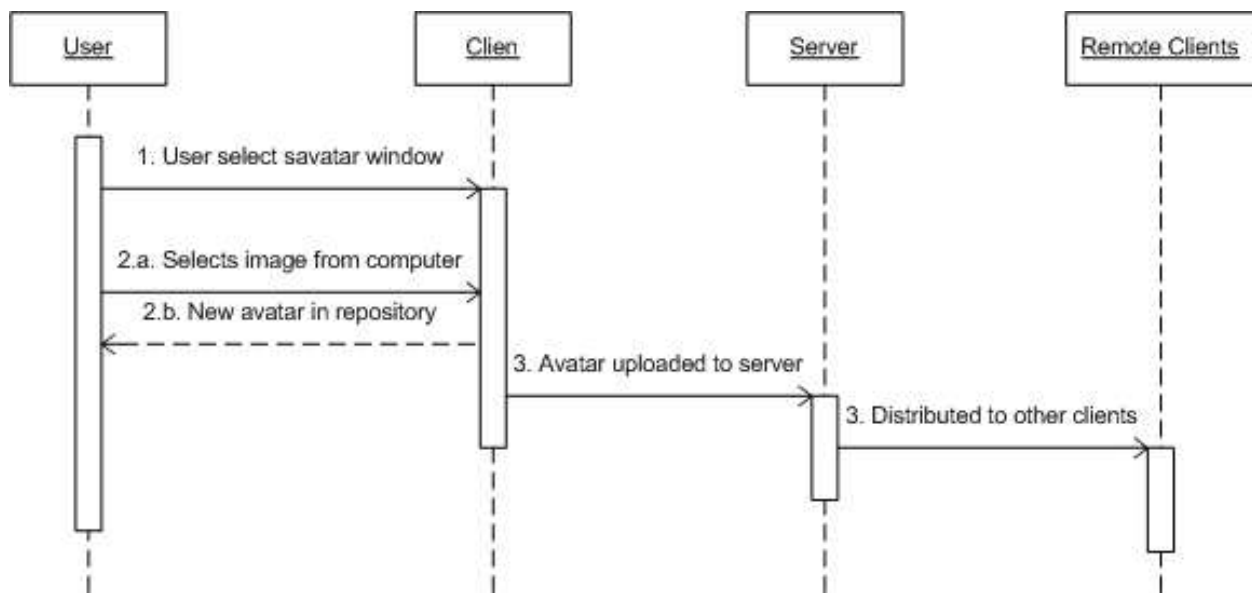 User
Clien
Server
Remote Clients
1. User select savatar window
2.a. Selects image from computer
2.b. New avatar in repository
3. Avatar uploaded to server
3. Distributed to other clients